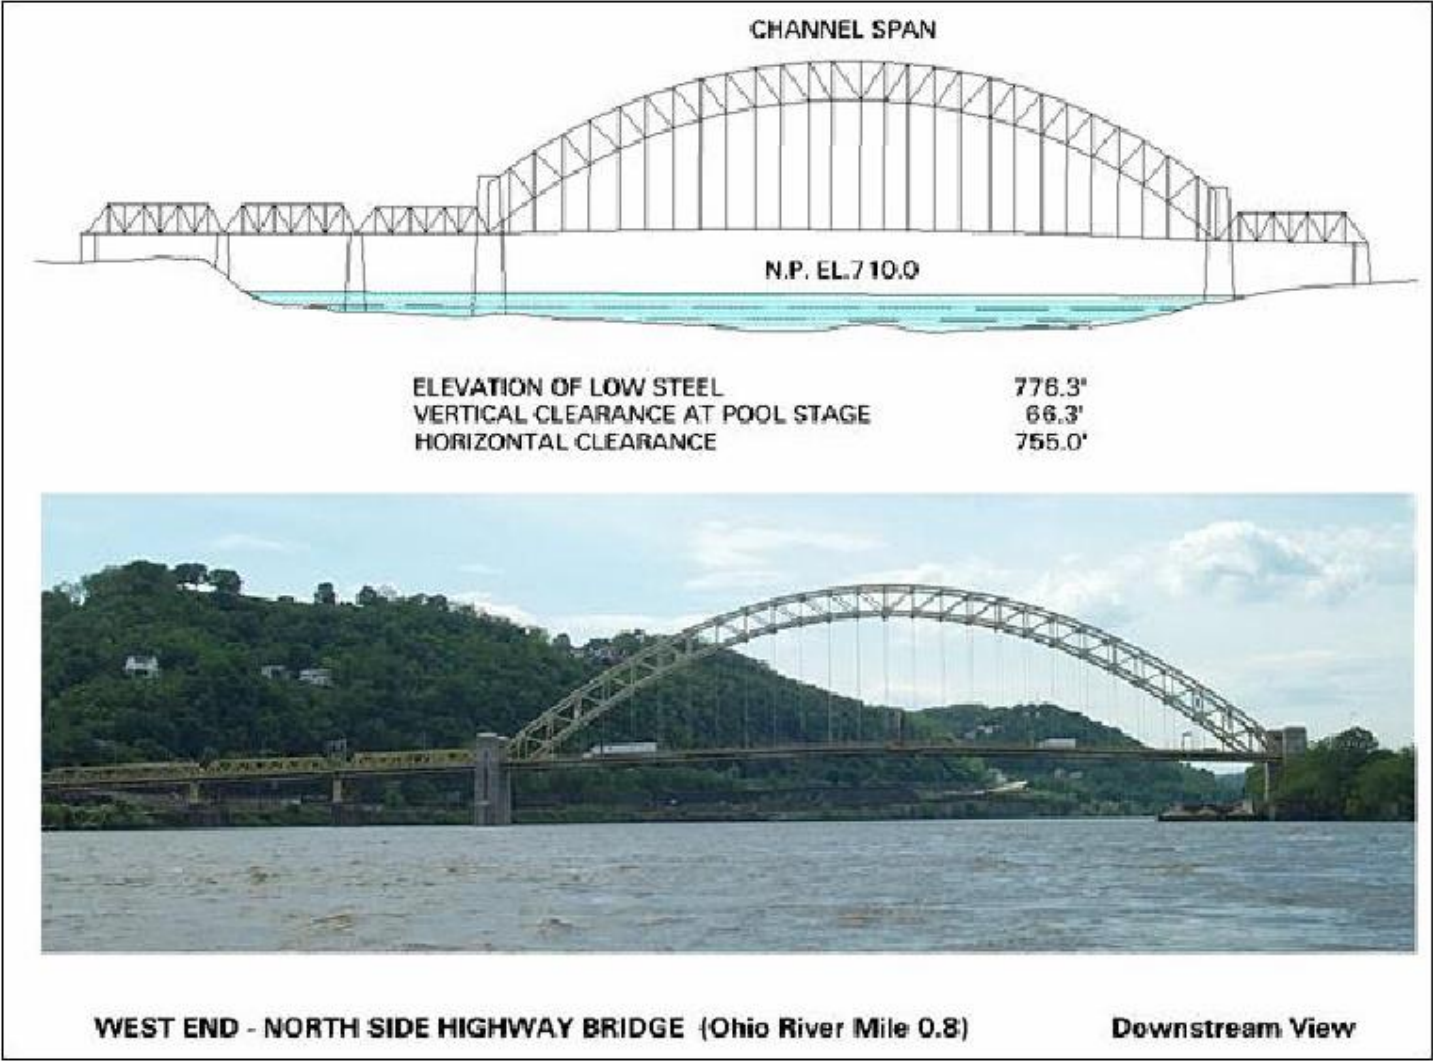 CHANNEL SPAN
N.P. EL.710.0
ELEVATION OF LOW STEEL 776.3'
VERTICAL CLEARANCE AT POOL STAGE 66.3'
HORIZONTAL CLEARANCE 755.0'
WEST END - NORTH SIDE HIGHWAY BRIDGE (Ohio River Mile 0.8) Downstream View